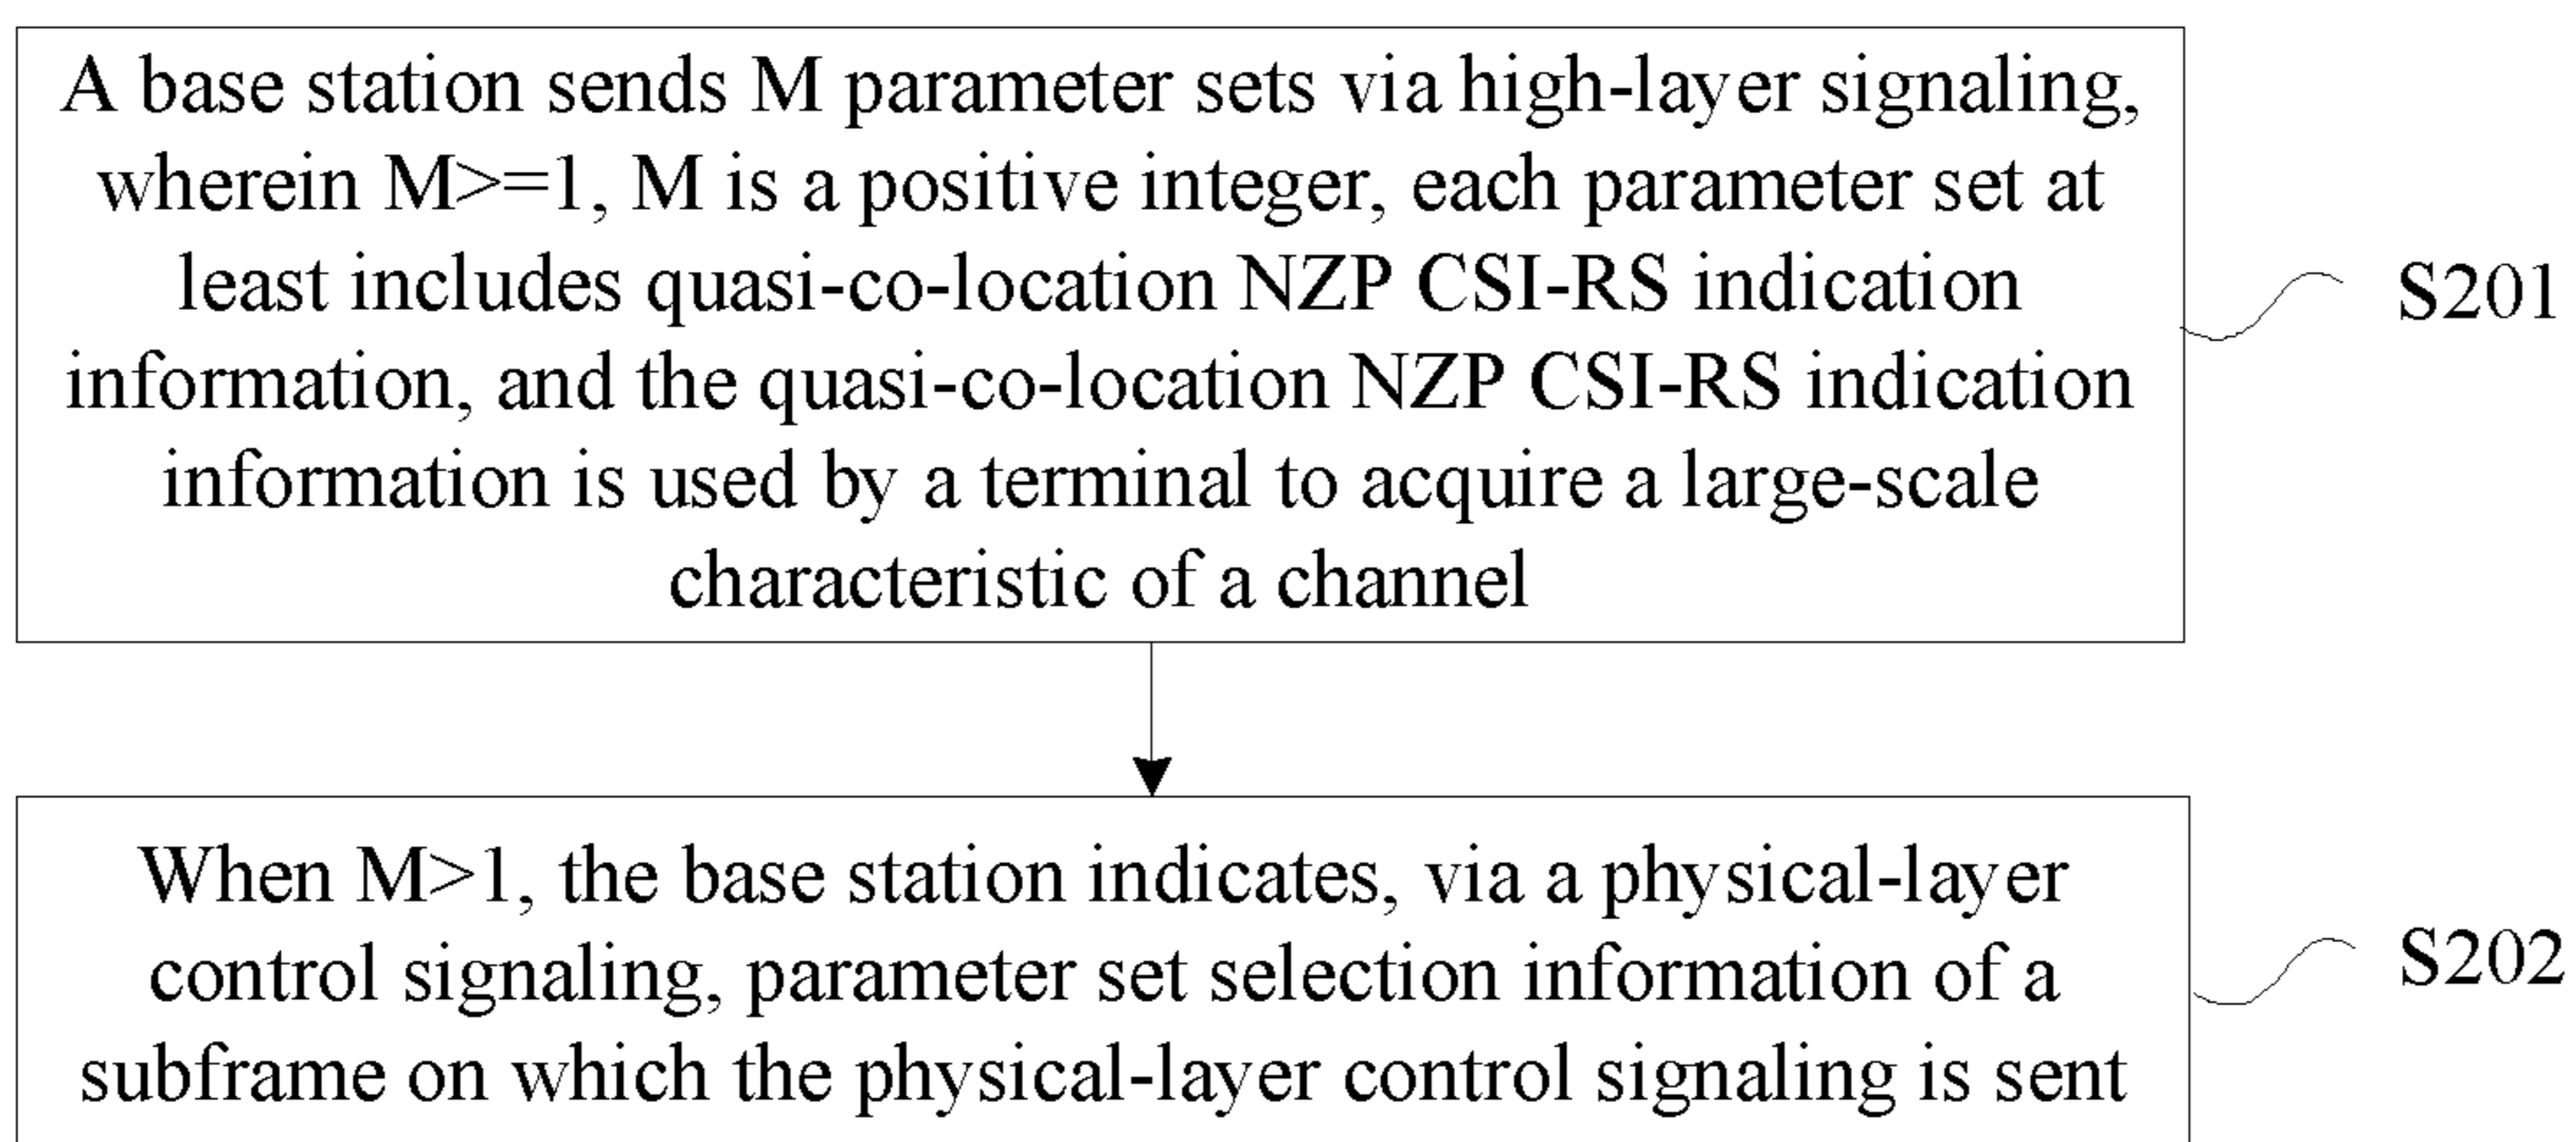 A base station sends M parameter sets via high-layer signaling,
wherein M>=1, M is a positive integer, each parameter set at
least includes quasi-co-location NZP CSI-RS indication
information, and the quasi-co-location NZP CSI-RS indication
information is used by a terminal to acquire a large-scale
characteristic of a channel
S201
When M>1, the base station indicates, via a physical-layer
control signaling, parameter set selection information of a
subframe on which the physical-layer control signaling is sent
S202